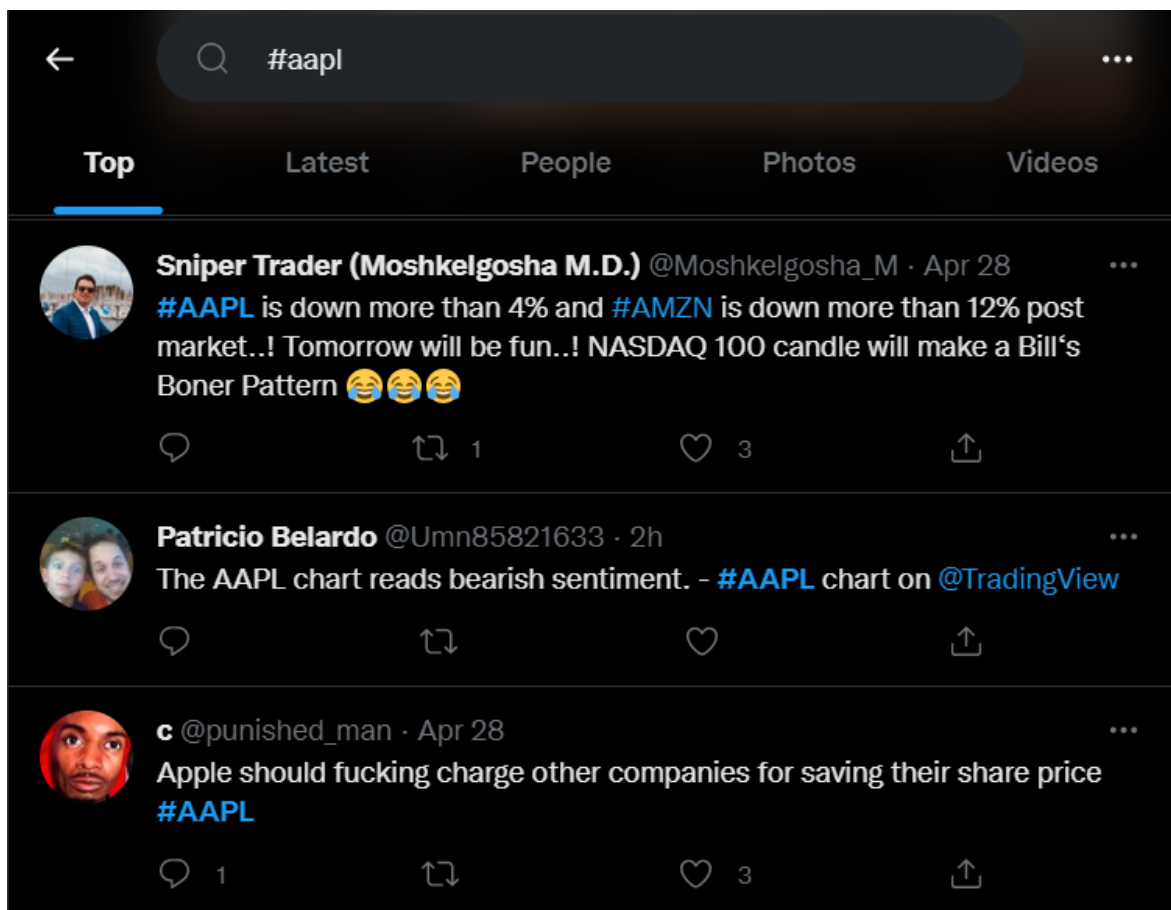 #aapl
Top Latest People Photos Videos
Sniper Trader (Moshkelgosha M.D.) @Moshkelgosha_M · Apr 28
#AAPL is down more than 4% and #AMZN is down more than 12% post
market..! Tomorrow will be fun..! NASDAQ 100 candle will make a Bill‘s
Boner Pattern 😂😂😂
1 3
Patricio Belardo @Umn85821633 · 2h
The AAPL chart reads bearish sentiment. - #AAPL chart on @TradingView
c @punished_man · Apr 28
Apple should fucking charge other companies for saving their share price
#AAPL
1 3